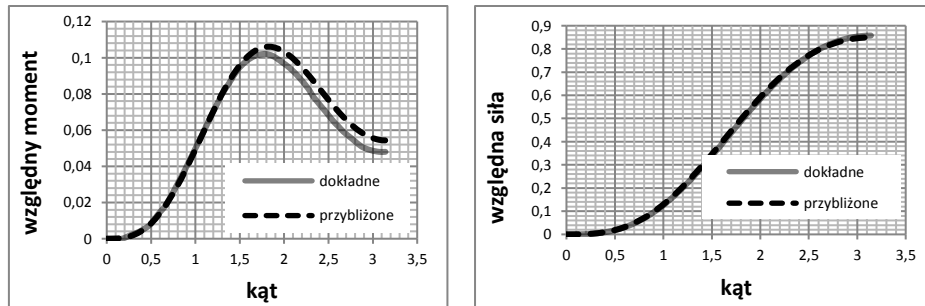 względny moment
0,12
0,1
0,08
0,06
0,04
0,02
0
0 0,5 1 1,5 2 2,5 3 3,5
kąt
dokładne
przybliżone
względna siła
0,9
0,8
0,7
0,6
0,5
0,4
0,3
0,2
0,1
0
0 0,5 1 1,5 2 2,5 3 3,5
kąt
dokładne
przybliżone